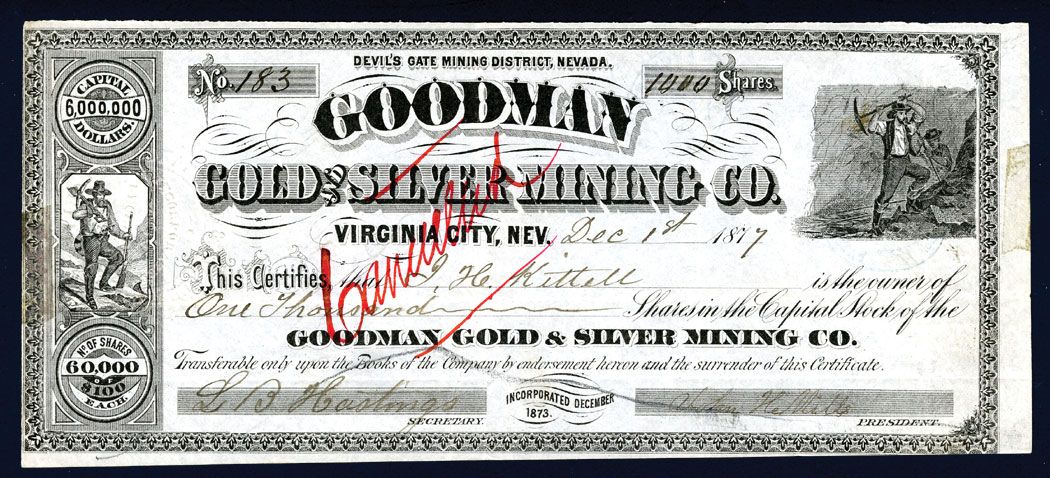 CAPITAL
6,000,000
DOLLARS.
Nº OF SHARES
60,000
OF
$100
EACH.
DEVIL'S GATE MINING DISTRICT, NEVADA.
No. 183
1000 Shares.
GOODMAN
GOLD AND SILVER MINING CO.
VIRGINIA CITY, NEV. Dec 1st 1877
This Certifies, that H. Kittell is the owner of
One Thousand Shares in the Capital Stock of the
GOODMAN GOLD & SILVER MINING CO.
Transferable only upon the Books of the Company by endorsement hereon and the surrender of this Certificate.
L B Hastings
SECRETARY.
INCORPORATED DECEMBER
1873.
PRESIDENT.
Cancelled